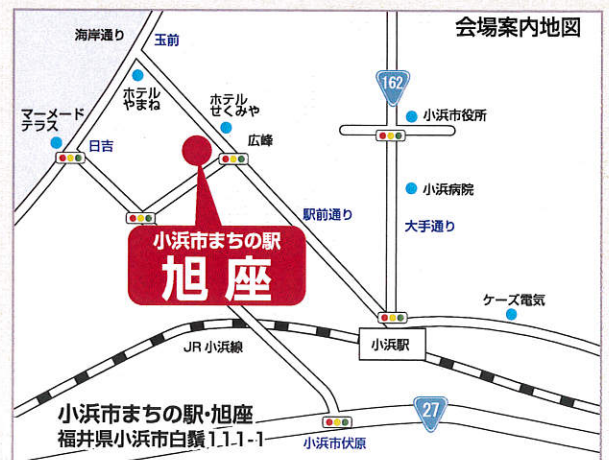 会場案内地図
海岸通り
玉前
162
ホテル
やまね
ホテル
せくみや
小浜市役所
マーメード
テラス
日吉
広峰
小浜病院
駅前通り
大手通り
小浜市まちの駅
旭座
ケーズ電気
JR小浜線
小浜駅
27
小浜市まちの駅・旭座
福井県小浜市白鬚111-1
小浜市伏原